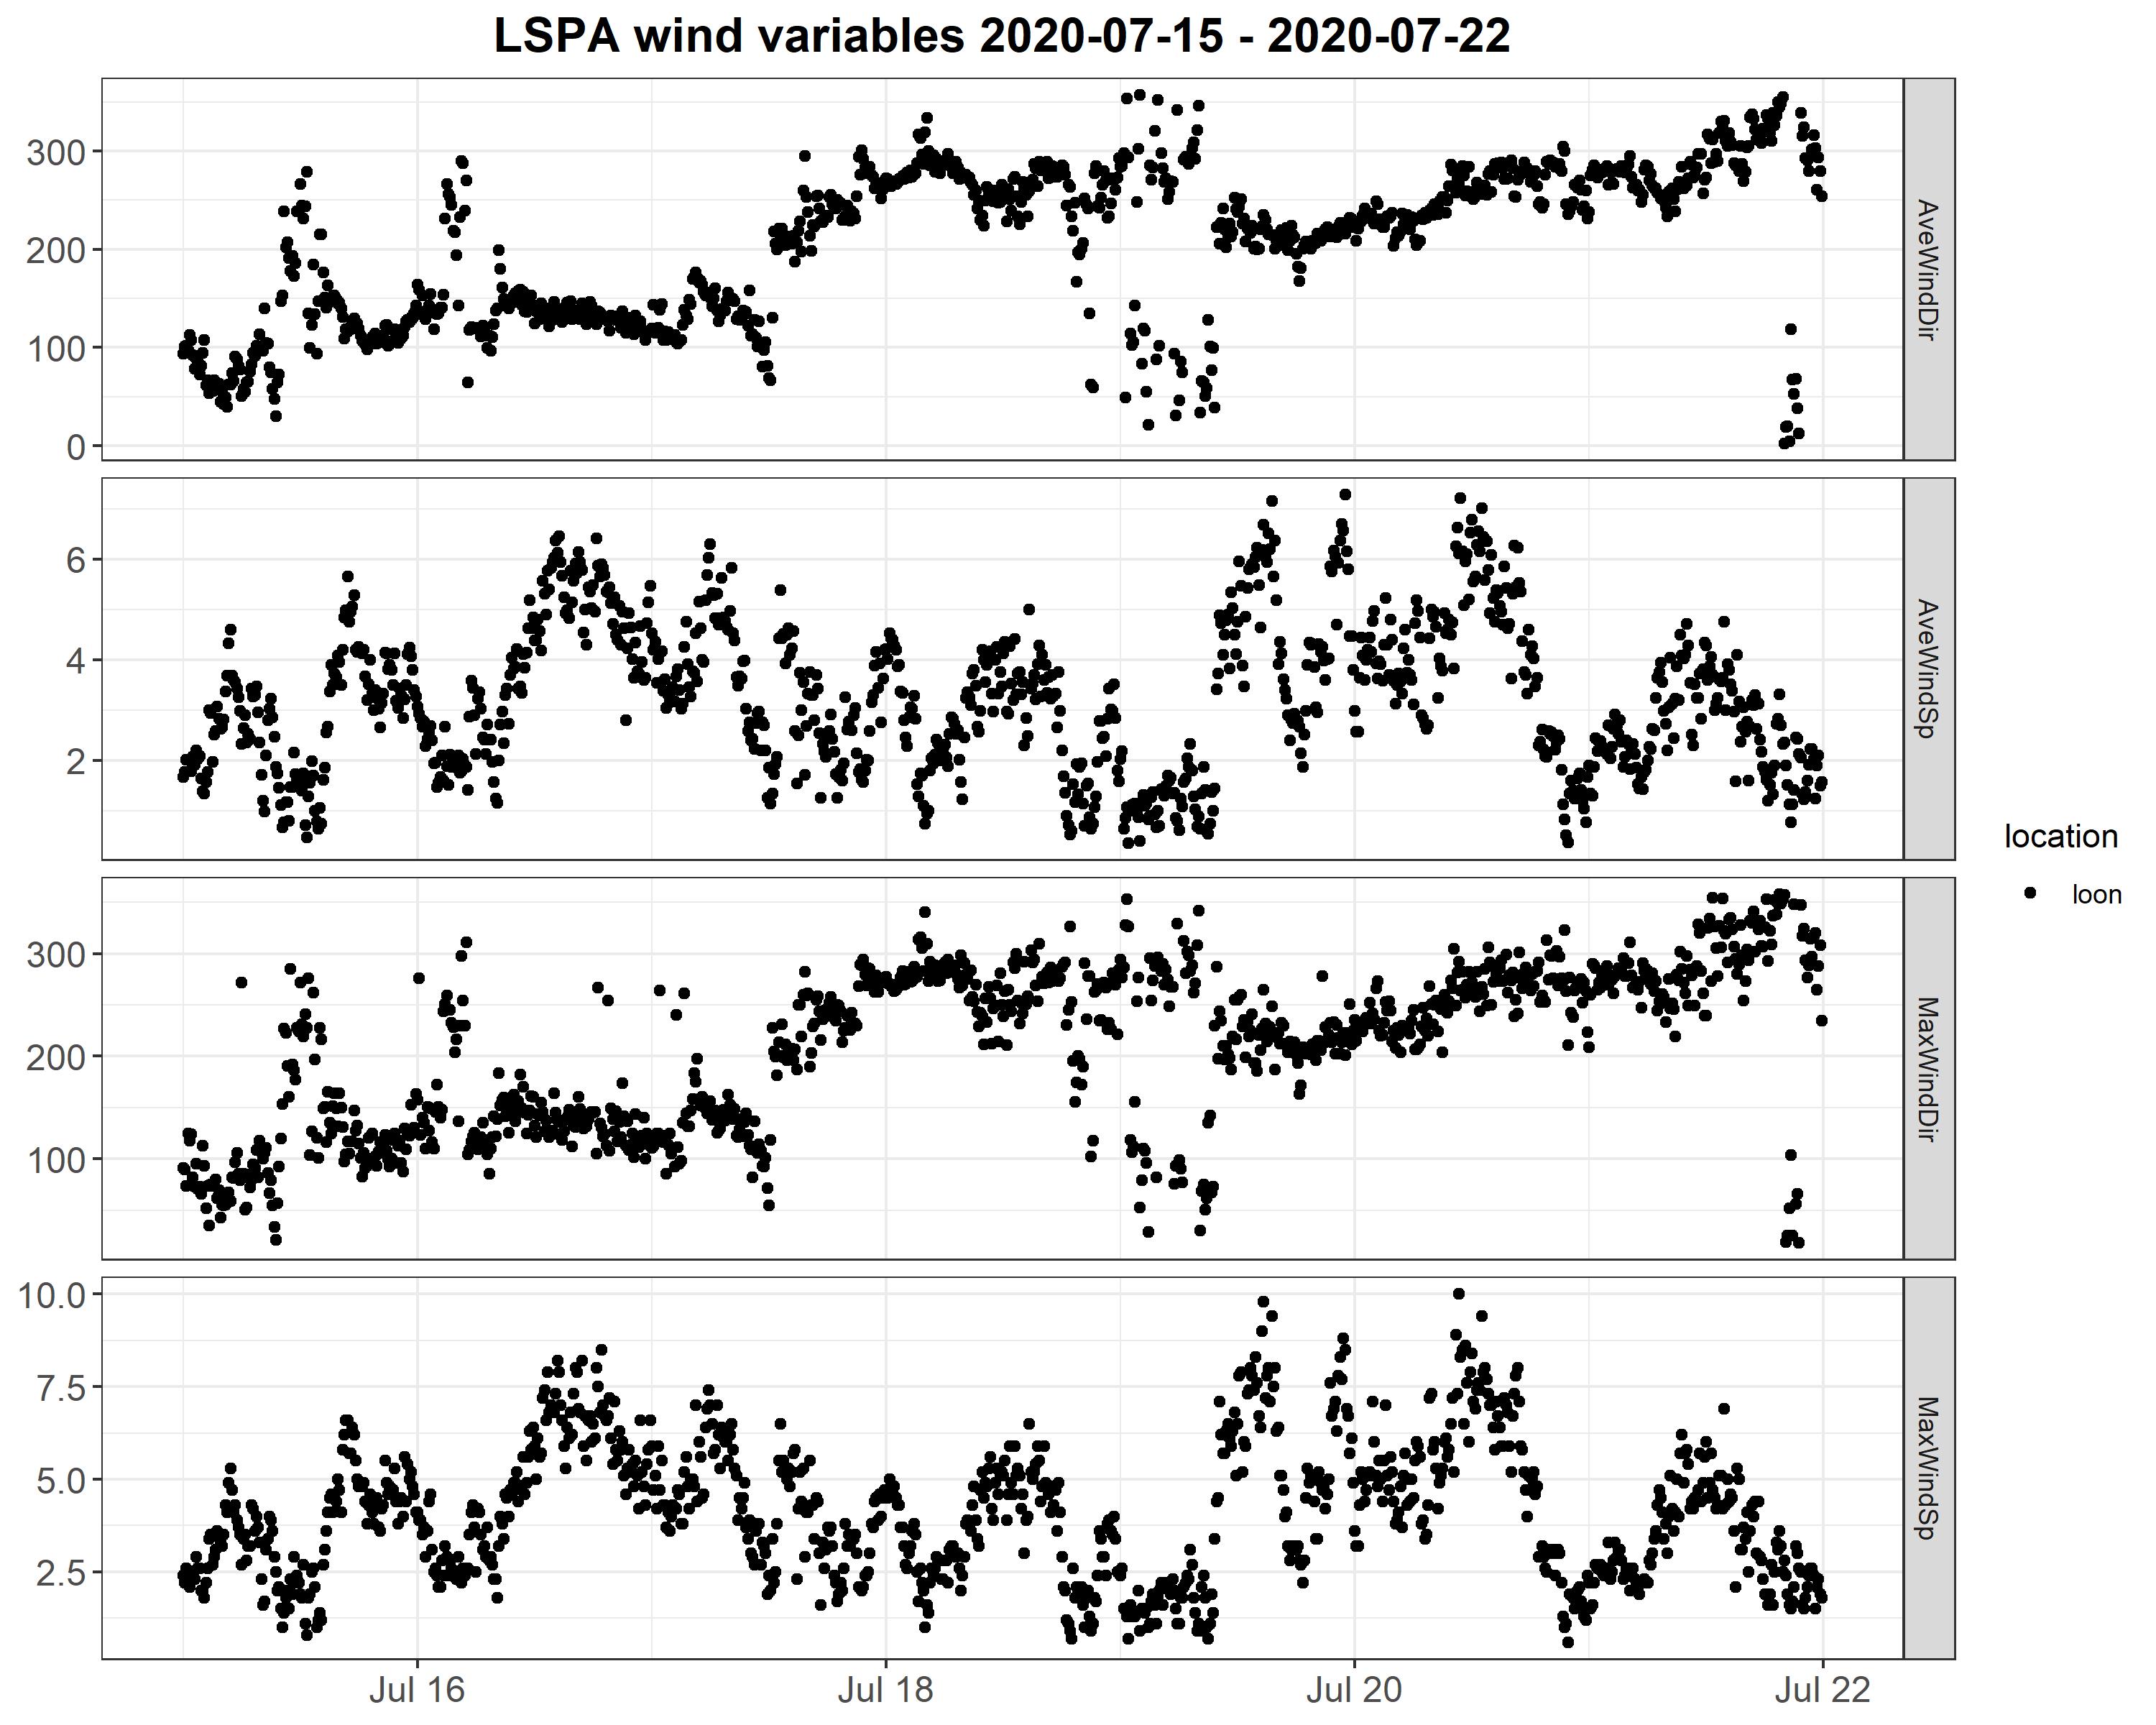 LSPA wind variables 2020-07-15 - 2020-07-22
300
200
100
0
AveWindDir
6
4
2
AveWindSp
300
200
100
MaxWindDir
10.0
7.5
5.0
2.5
MaxWindSp
Jul 16 Jul 18 Jul 20 Jul 22
location
loon